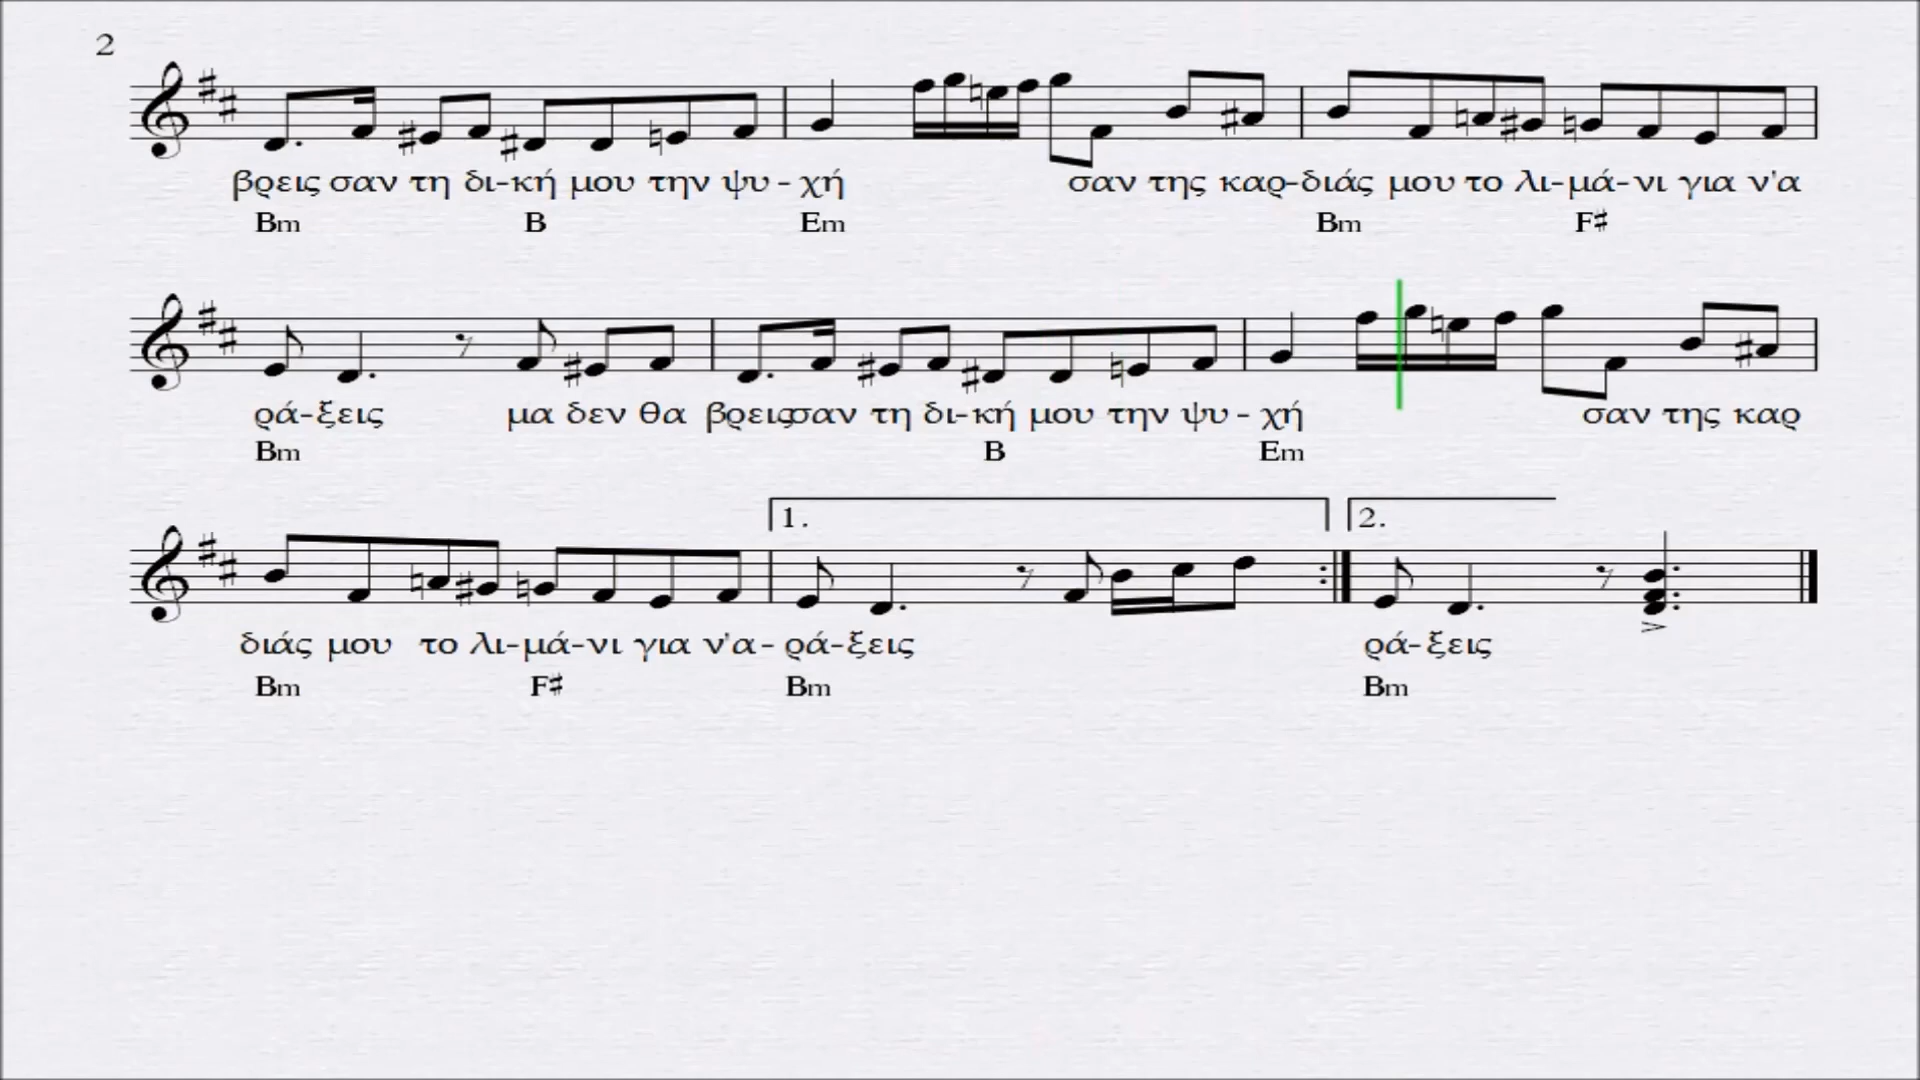 2
βρεις σαν τη δι-κή μου την ψυ-χή σαν της καρ-διάς μου το λι-μά-νι για ν'α
Bm B Em Bm F♯
ρά-ξεις μα δεν θα βρεις σαν τη δι-κή μου την ψυ-χή σαν της καρ
Bm B Em
1. 2.
διάς μου το λι-μά-νι για ν'α-ρά-ξεις ρά-ξεις
Bm F♯ Bm Bm